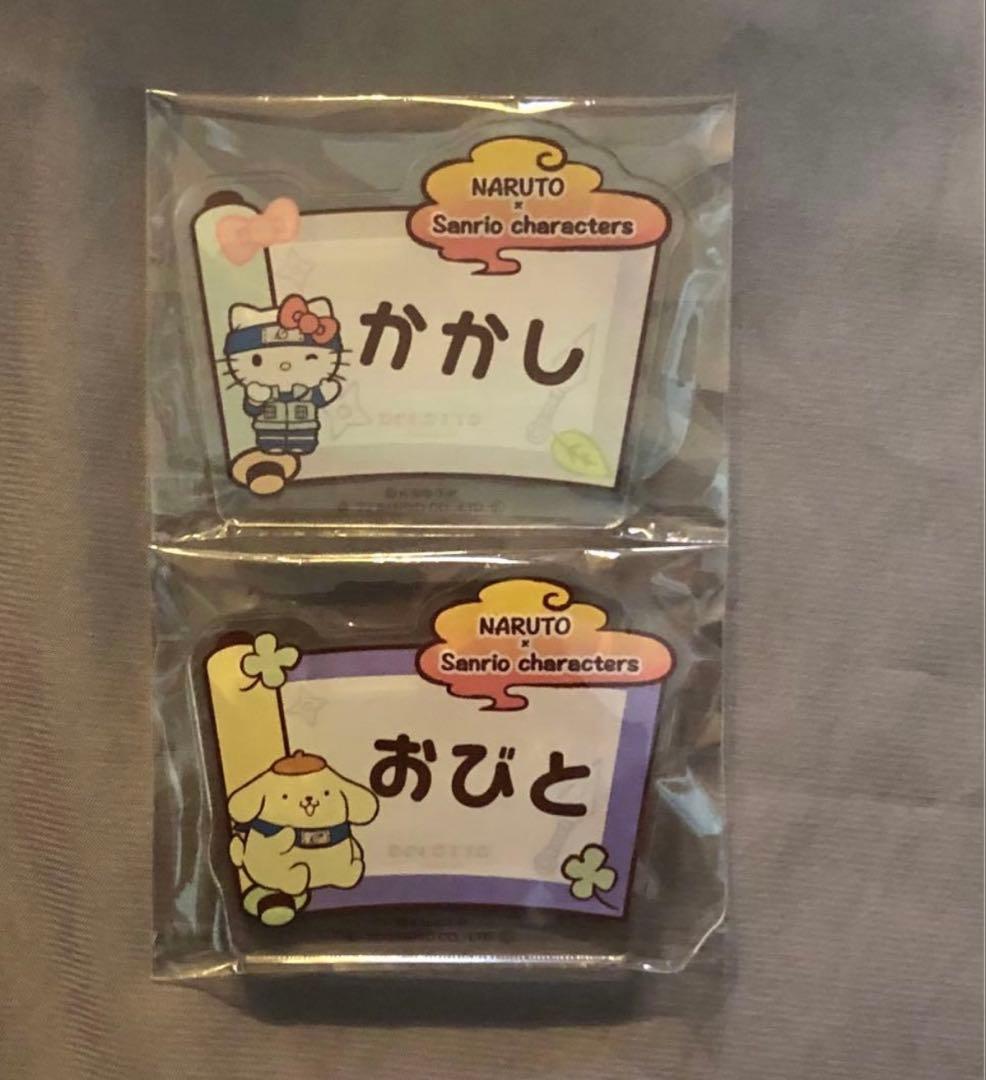 NARUTO
×
Sanrio characters
かかし
NARUTO
×
Sanrio characters
おびと